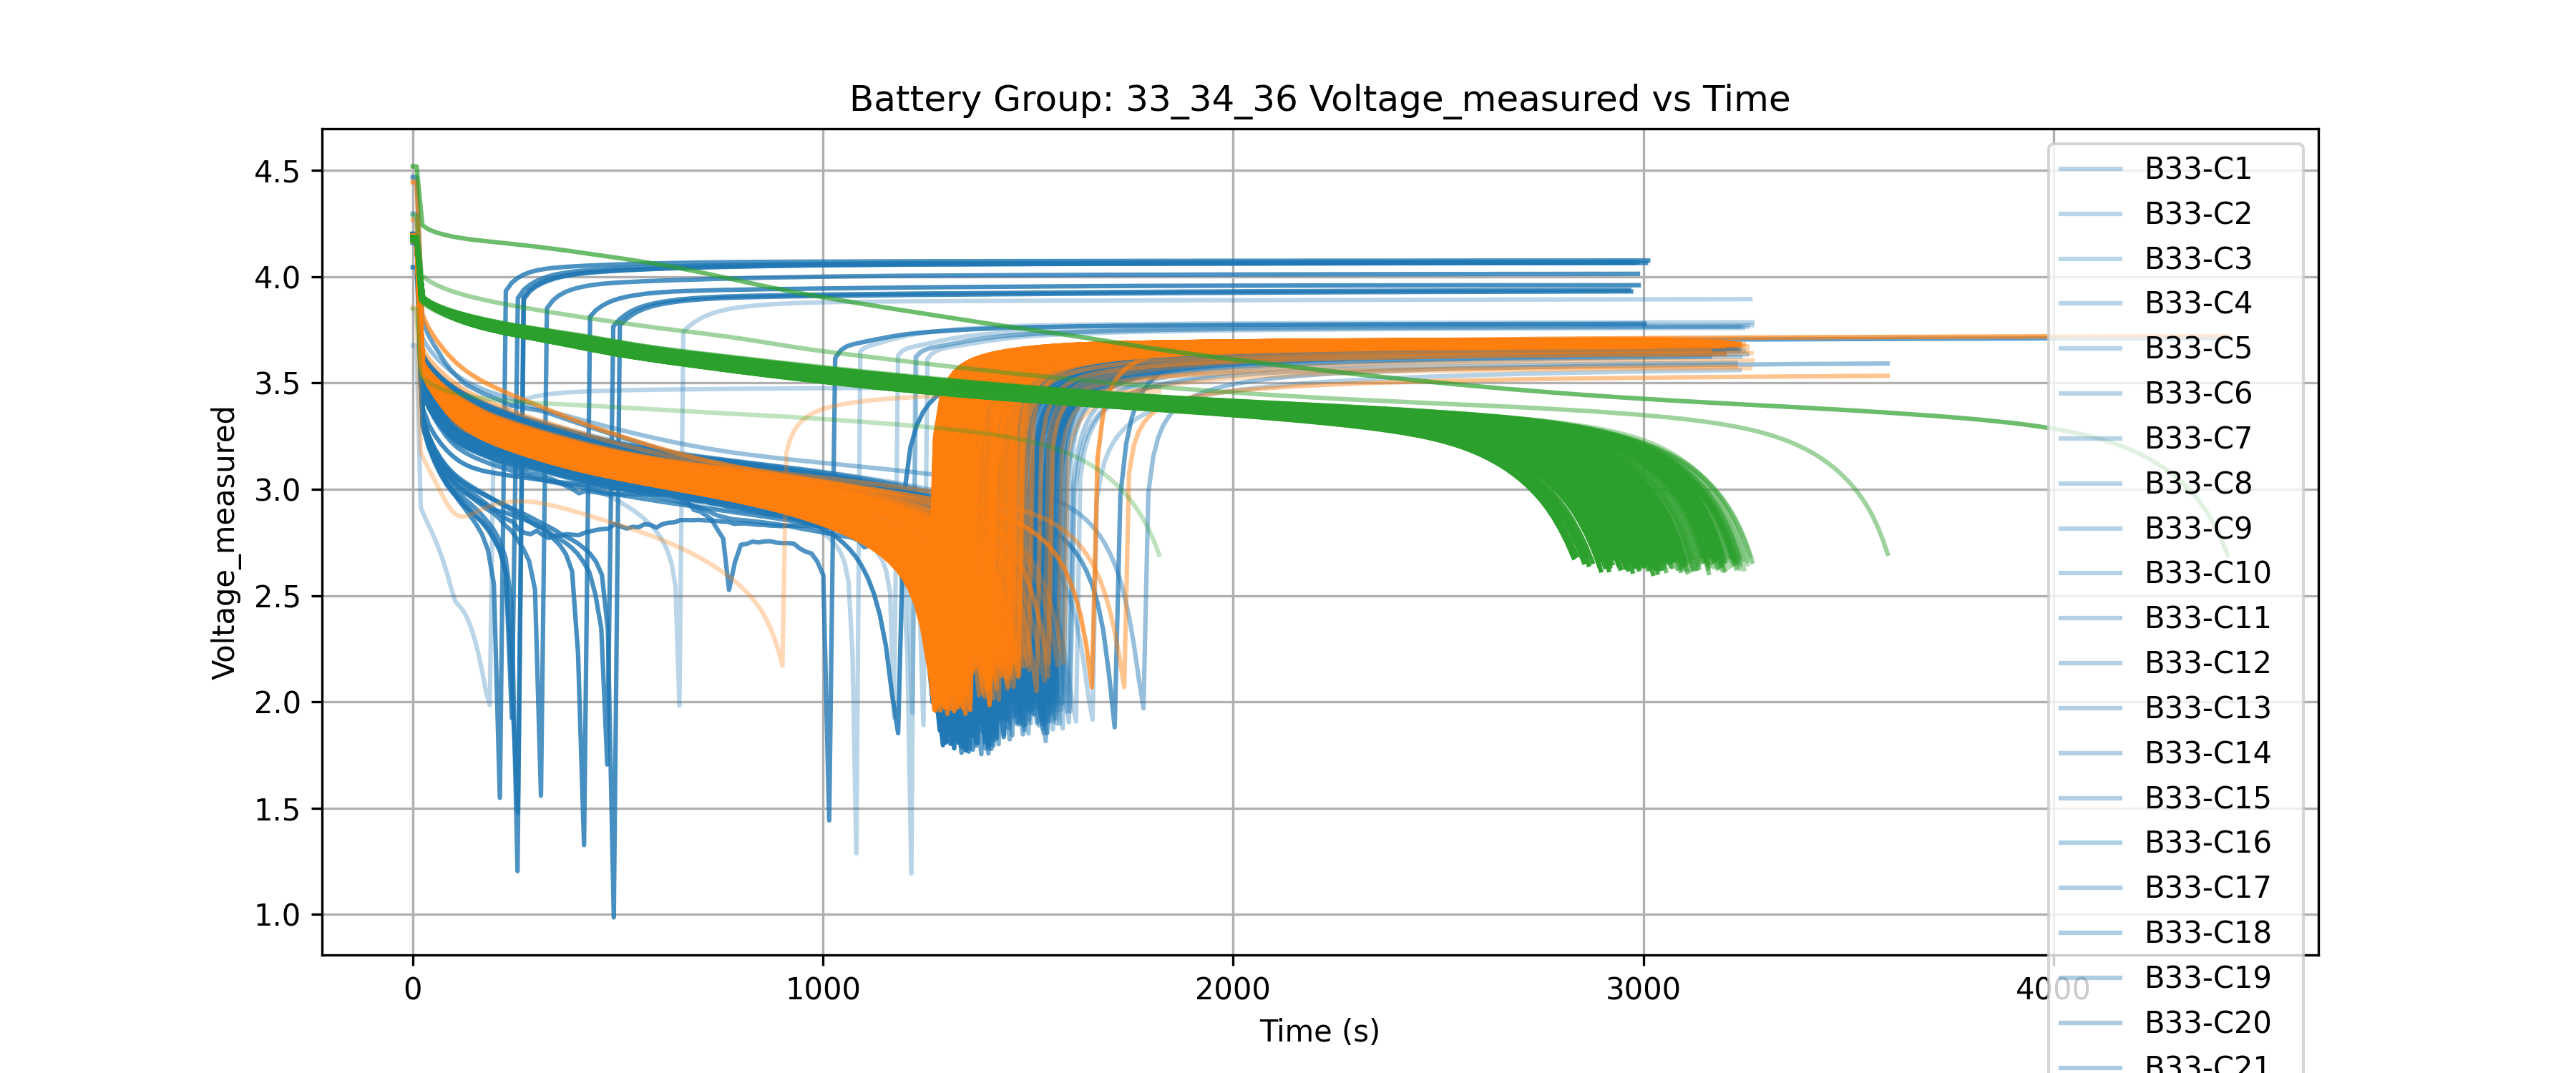 Battery Group: 33_34_36 Voltage_measured vs Time
Voltage_measured
4.5
4.0
3.5
3.0
2.5
2.0
1.5
1.0
0
1000
2000
3000
4000
Time (s)
B33-C1
B33-C2
B33-C3
B33-C4
B33-C5
B33-C6
B33-C7
B33-C8
B33-C9
B33-C10
B33-C11
B33-C12
B33-C13
B33-C14
B33-C15
B33-C16
B33-C17
B33-C18
B33-C19
B33-C20
B33-C21